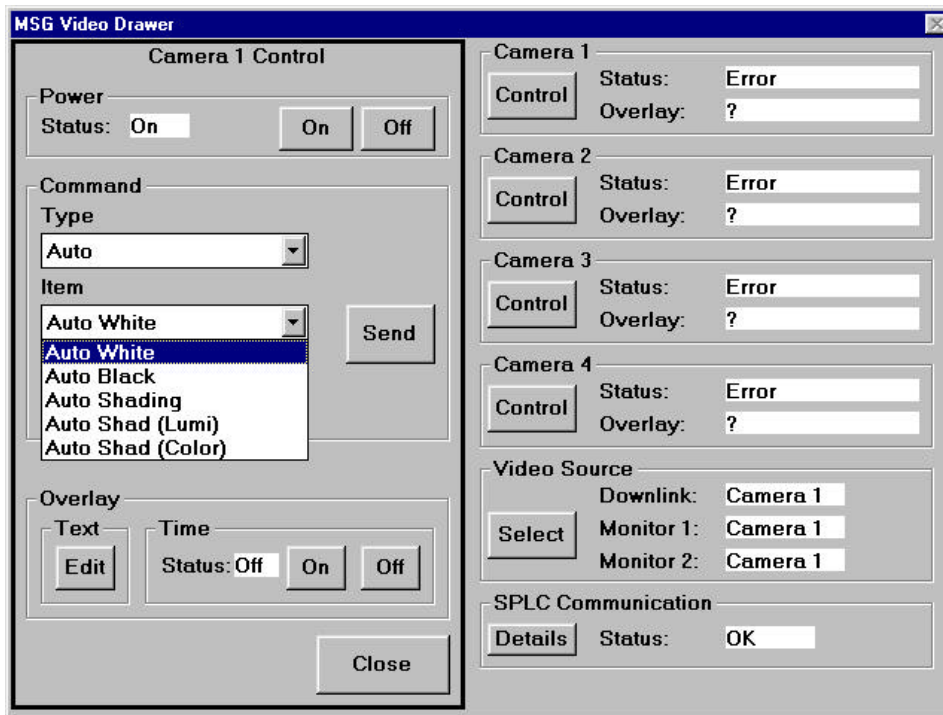 MSG Video Drawer
Camera 1 Control
Power
Status: On On Off
Command
Type
Auto
Item
Auto White
Send
Auto White
Auto Black
Auto Shading
Auto Shad (Lumi)
Auto Shad (Color)
Overlay
Text
Edit
Time
Status: Off On Off
Close
Camera 1
Control
Status: Error
Overlay: ?
Camera 2
Control
Status: Error
Overlay: ?
Camera 3
Control
Status: Error
Overlay: ?
Camera 4
Control
Status: Error
Overlay: ?
Video Source
Select
Downlink: Camera 1
Monitor 1: Camera 1
Monitor 2: Camera 1
SPLC Communication
Details Status: OK